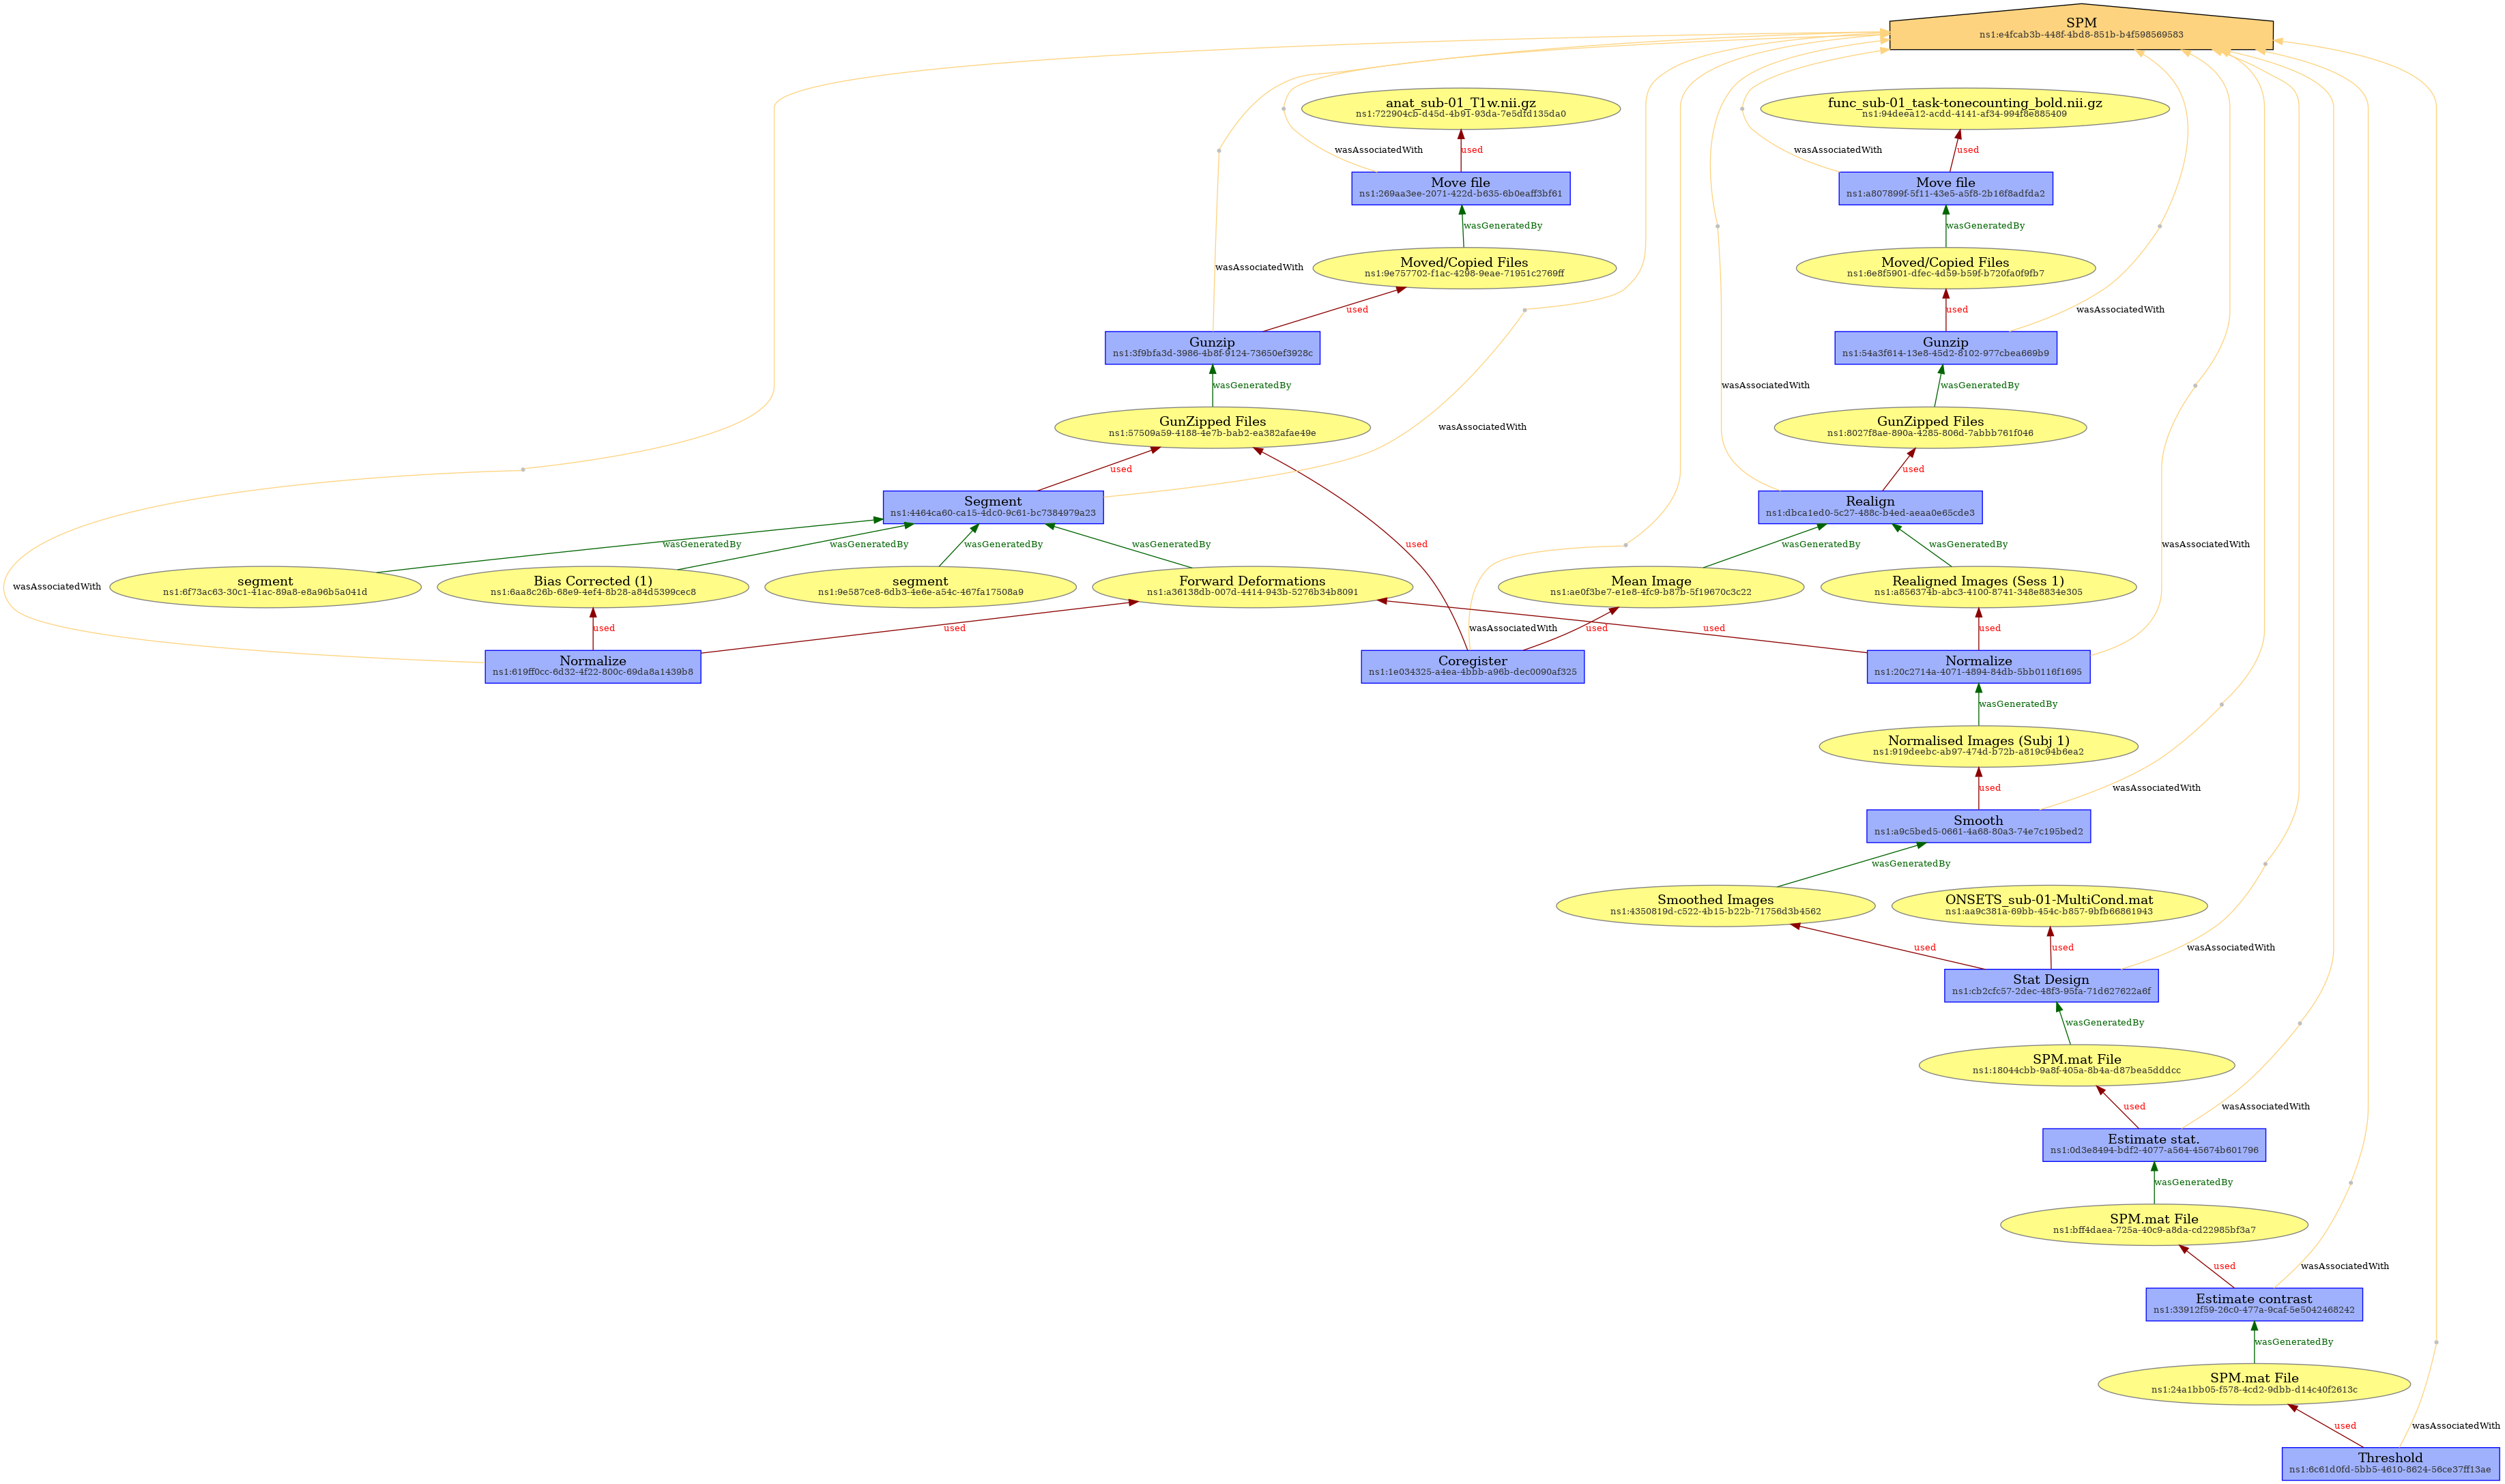 SPM
ns1:e4fcab3b-448f-4bd8-851b-b4f598569583
anat_sub-01_T1w.nii.gz
ns1:722904cb-d45d-4b91-93da-7e5dfd135da0
func_sub-01_task-tonecounting_bold.nii.gz
ns1:94deea12-acdd-4141-af34-994f8e885409
wasAssociatedWith
used
wasAssociatedWith
used
Move file
ns1:269aa3ee-2071-422d-b635-6b0eaff3bf61
Move file
ns1:a807899f-5f11-43e5-a5f8-2b16f8adfda2
wasGeneratedBy
wasGeneratedBy
wasAssociatedWith
Moved/Copied Files
ns1:9e757702-f1ac-4298-9eae-71951c2769ff
Moved/Copied Files
ns1:6e8f5901-dfec-4d59-b59f-b720fa0f9fb7
used
used
wasAssociatedWith
Gunzip
ns1:3f9bfa3d-3986-4b8f-9124-73650ef3928c
Gunzip
ns1:54a3f614-13e8-45d2-8102-977cbea669b9
wasGeneratedBy
wasAssociatedWith
wasGeneratedBy
GunZipped Files
ns1:57509a59-4188-4e7b-bab2-ea382afae49e
wasAssociatedWith
GunZipped Files
ns1:8027f8ae-890a-4285-806d-7abbb761f046
used
used
Segment
ns1:4464ca60-ca15-4dc0-9c61-bc7384979a23
Realign
ns1:dbca1ed0-5c27-488c-b4ed-aeaa0e65cde3
wasGeneratedBy
wasGeneratedBy
wasGeneratedBy
wasGeneratedBy
used
wasGeneratedBy
wasGeneratedBy
wasAssociatedWith
wasAssociatedWith
segment
ns1:6f73ac63-30c1-41ac-89a8-e8a96b5a041d
Bias Corrected (1)
ns1:6aa8c26b-68e9-4ef4-8b28-a84d5399cec8
segment
ns1:9e587ce8-6db3-4e6e-a54c-467fa17508a9
Forward Deformations
ns1:a36138db-007d-4414-943b-5276b34b8091
Mean Image
ns1:ae0f3be7-e1e8-4fc9-b87b-5f19670c3c22
Realigned Images (Sess 1)
ns1:a856374b-abc3-4100-8741-348e8834e305
used
used
wasAssociatedWith
used
used
used
Normalize
ns1:619ff0cc-6d32-4f22-800c-69da8a1439b8
Coregister
ns1:1e034325-a4ea-4bbb-a96b-dec0090af325
Normalize
ns1:20c2714a-4071-4894-84db-5bb0116f1695
wasGeneratedBy
Normalised Images (Subj 1)
ns1:919deebc-ab97-474d-b72b-a819c94b6ea2
used
wasAssociatedWith
Smooth
ns1:a9c5bed5-0661-4a68-80a3-74e7c195bed2
wasGeneratedBy
Smoothed Images
ns1:4350819d-c522-4b15-b22b-71756d3b4562
ONSETS_sub-01-MultiCond.mat
ns1:aa9c381a-69bb-454c-b857-9bfb66861943
used
used
wasAssociatedWith
Stat Design
ns1:cb2cfc57-2dec-48f3-95fa-71d627622a6f
wasGeneratedBy
SPM.mat File
ns1:18044cbb-9a8f-405a-8b4a-d87bea5dddcc
used
wasAssociatedWith
Estimate stat.
ns1:0d3e8494-bdf2-4077-a564-45674b601796
wasGeneratedBy
SPM.mat File
ns1:bff4daea-725a-40c9-a8da-cd22985bf3a7
used
wasAssociatedWith
Estimate contrast
ns1:33912f59-26c0-477a-9caf-5e5042468242
wasGeneratedBy
SPM.mat File
ns1:24a1bb05-f578-4cd2-9dbb-d14c40f2613c
used
wasAssociatedWith
Threshold
ns1:6c61d0fd-5bb5-4610-8624-56ce37ff13ae